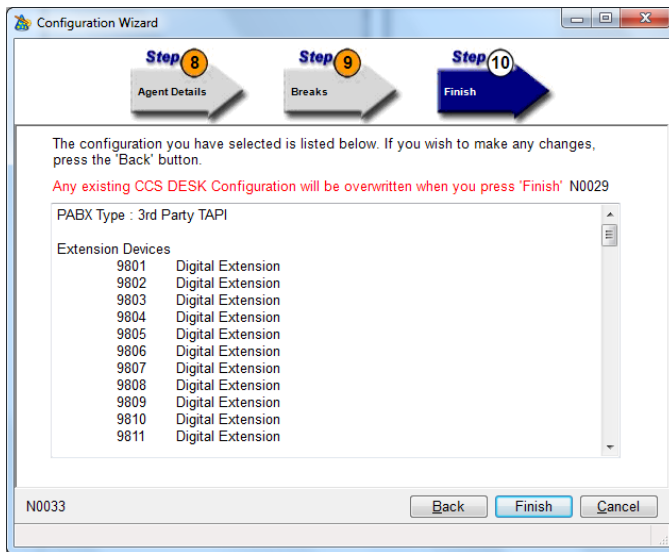 Configuration Wizard
Step 8
Agent Details
Step 9
Breaks
Step 10
Finish
The configuration you have selected is listed below. If you wish to make any changes,
press the 'Back' button.
Any existing CCS DESK Configuration will be overwritten when you press 'Finish' N0029
PABX Type : 3rd Party TAPI
Extension Devices
9801 Digital Extension
9802 Digital Extension
9803 Digital Extension
9804 Digital Extension
9805 Digital Extension
9806 Digital Extension
9807 Digital Extension
9808 Digital Extension
9809 Digital Extension
9810 Digital Extension
9811 Digital Extension
N0033 Back Finish Cancel